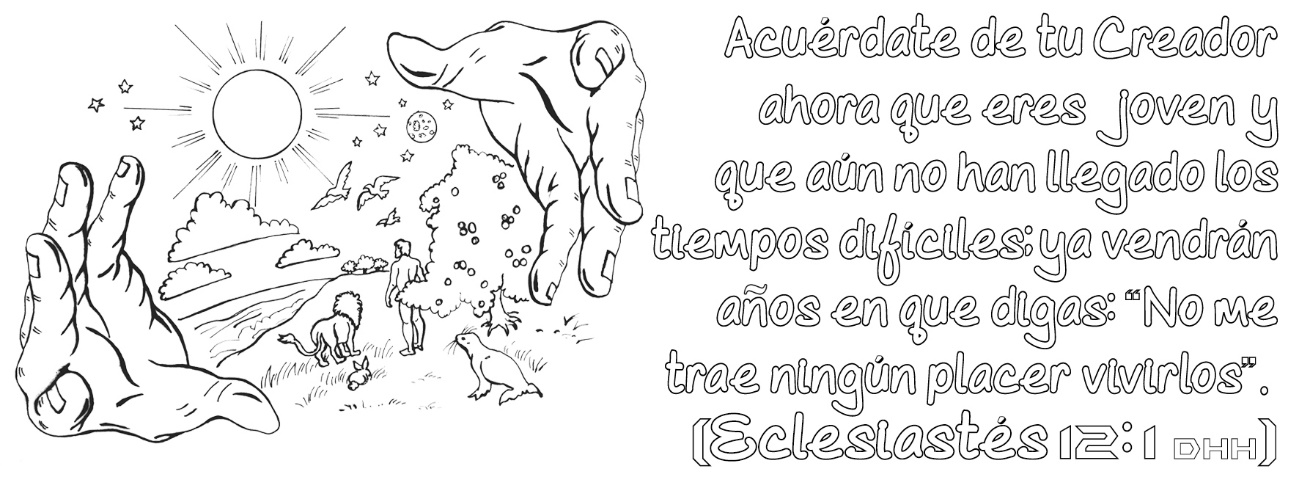 Acuérdate de tu Creador
ahora que eres joven y
que aún no han llegado los
tiempos difíciles; ya vendrán
años en que digas: “No me
trae ningún placer vivirlos”.
(Eclesiastés 12:1 DHH)